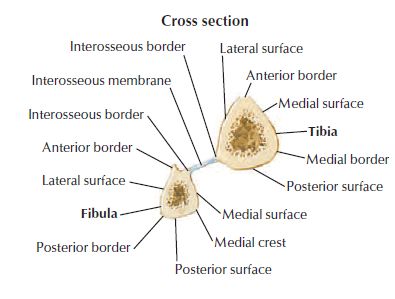 Cross section
Interosseous border
Lateral surface
Anterior border
Interosseous membrane
Medial surface
Interosseous border
Tibia
Anterior border
Medial border
Lateral surface
Posterior surface
Fibula
Medial surface
Posterior border
Medial crest
Posterior surface